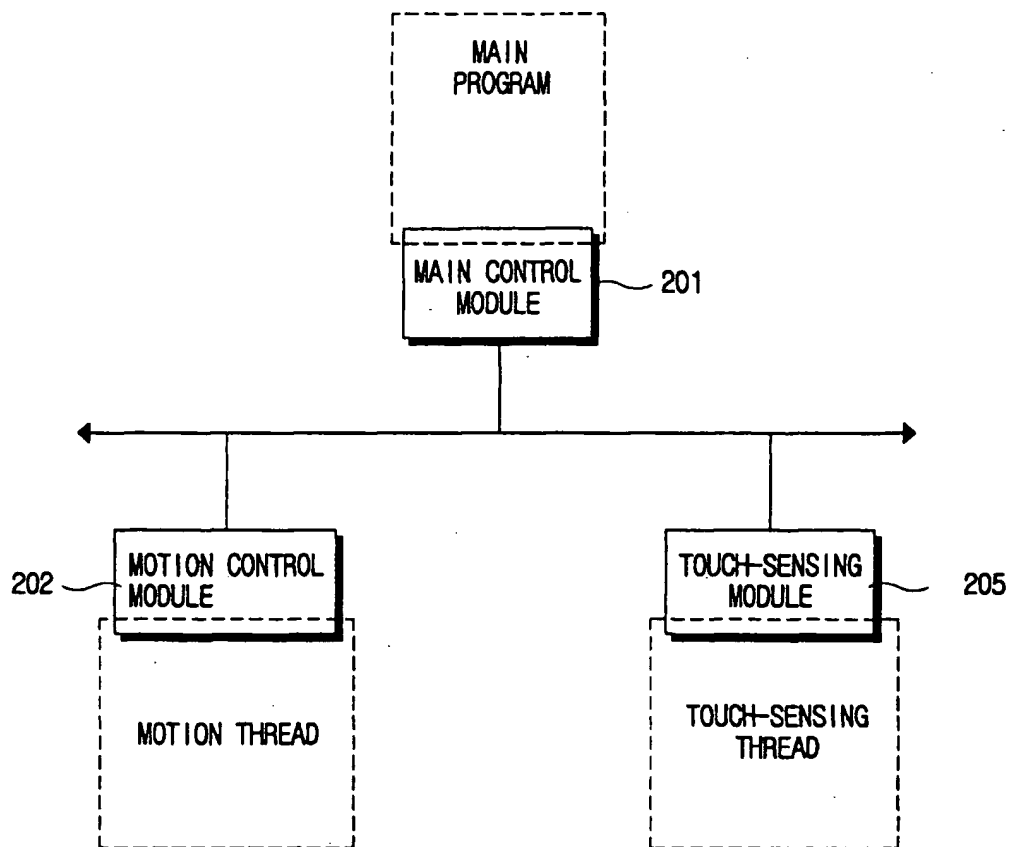 MAIN
PROGRAM
MAIN CONTROL
MODULE
201
MOTION CONTROL
MODULE
202
TOUCH-SENSING
MODULE
205
MOTION THREAD
TOUCH-SENSING
THREAD